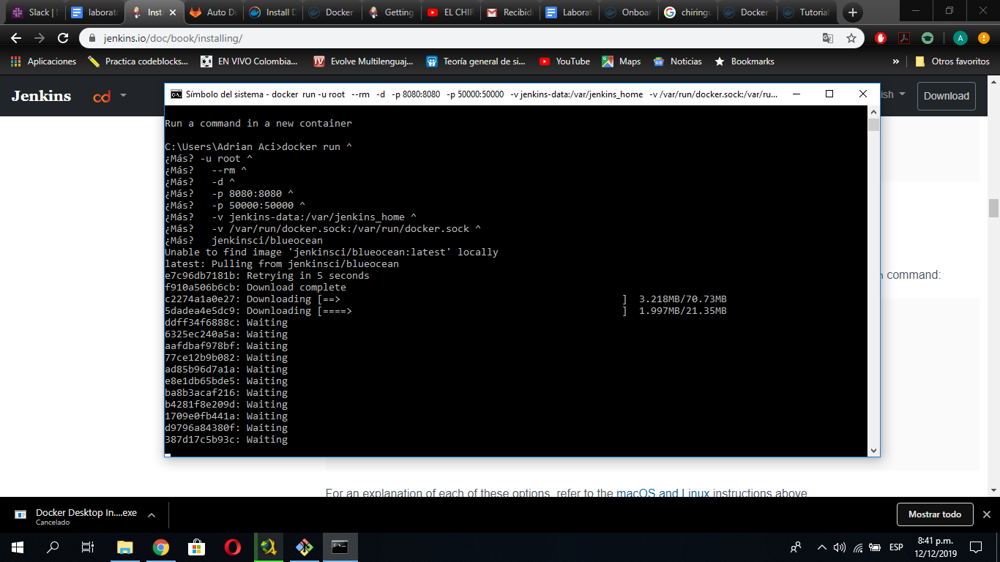 Slack |
laborato
Inst
Auto De
Install D
Docker
Getting
EL CHIR
Recibid
Laborat
Onboar
chiringu
Docker
Tutorial
jenkins.io/doc/book/installing/
A
Aplicaciones
Practica codeblocks...
EN VIVO Colombia...
Evolve Multilenguaj...
Teoría general de si...
YouTube
Maps
Noticias
Bookmarks
»
Otros favoritos
Jenkins
cd
ish
Download
Símbolo del sistema - docker run -u root --rm -d -p 8080:8080 -p 50000:50000 -v jenkins-data:/var/jenkins_home -v /var/run/docker.sock:/var/ru...
Run a command in a new container
C:\Users\Adrian Aci>docker run ^
¿Más? -u root ^
¿Más?   --rm ^
¿Más?   -d ^
¿Más?   -p 8080:8080 ^
¿Más?   -p 50000:50000 ^
¿Más?   -v jenkins-data:/var/jenkins_home ^
¿Más?   -v /var/run/docker.sock:/var/run/docker.sock ^
¿Más?   jenkinsci/blueocean
Unable to find image 'jenkinsci/blueocean:latest' locally
latest: Pulling from jenkinsci/blueocean
e7c96db7181b: Retrying in 5 seconds
f910a506b6cb: Download complete
c2274a1a0e27: Downloading [==>                                                ]  3.218MB/70.73MB
5dadea4e5dc9: Downloading [====>                                              ]  1.997MB/21.35MB
ddff34f6888c: Waiting
6325ec240a5a: Waiting
aafdbaf978bf: Waiting
77ce12b9b082: Waiting
ad85b96d7a1a: Waiting
e8e1db65bde5: Waiting
ba8b3acaf216: Waiting
b4281f8e209d: Waiting
1709e0fb441a: Waiting
d9796a84380f: Waiting
387d17c5b93c: Waiting
command:
For an explanation of each of these options, refer to the macOS and Linux instructions above
Docker Desktop In....exe
Cancelado
Mostrar todo
ESP
8:41 p.m.
12/12/2019